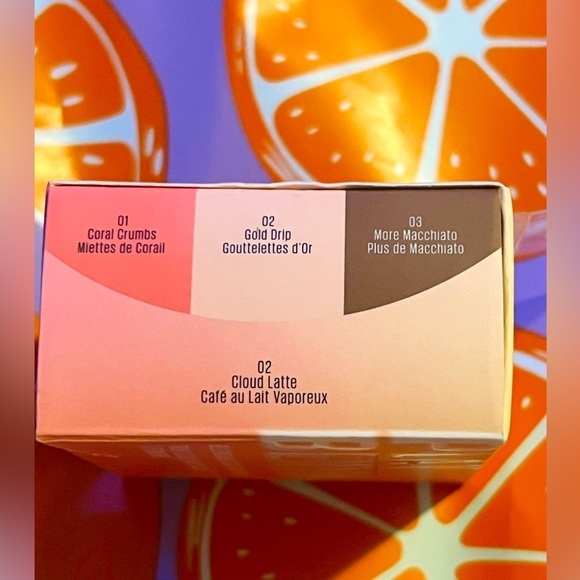 01
Coral Crumbs
Miettes de Corail
02
Gold Drip
Gouttelettes d'Or
03
More Macchiato
Plus de Macchiato
02
Cloud Latte
Café au Lait Vaporeux